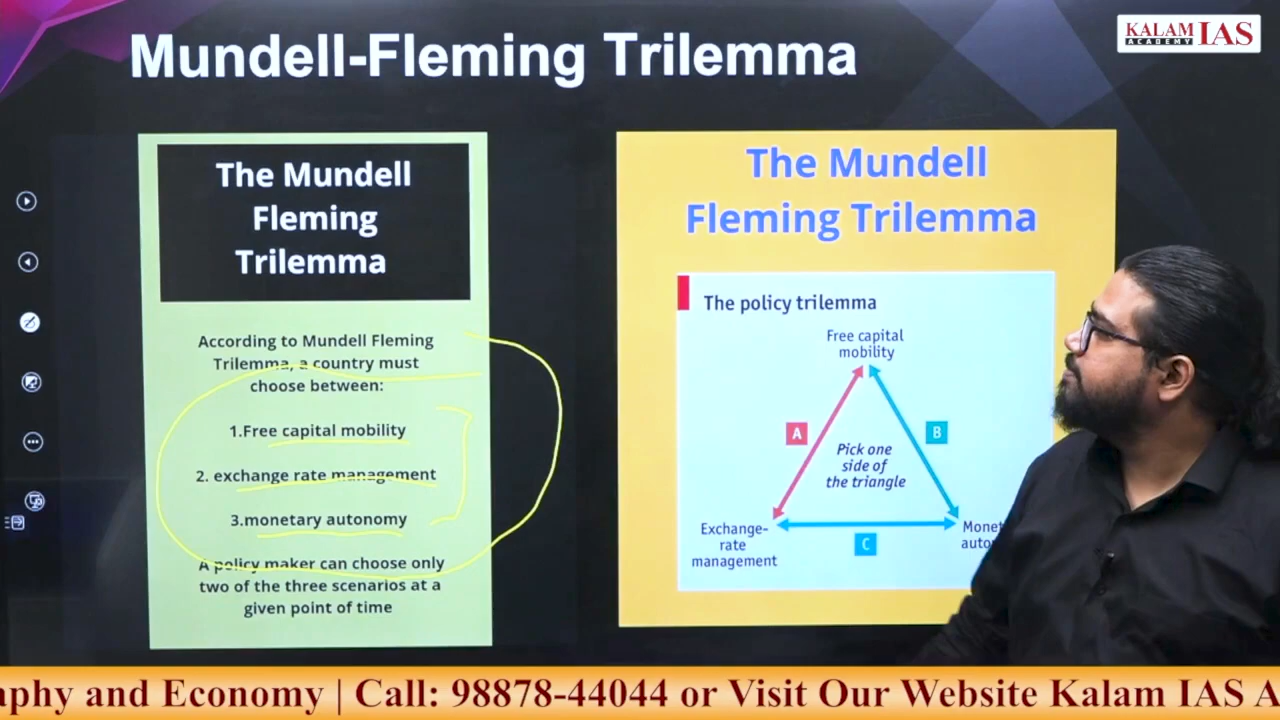 Mundell-Fleming Trilemma
KALAM
ACADEMY IAS
The Mundell
Fleming
Trilemma
According to Mundell Fleming
Trilemma, a country must
choose between:
1.Free capital mobility
2. exchange rate management
3.monetary autonomy
A policy maker can choose only
two of the three scenarios at a
given point of time
The Mundell
Fleming Trilemma
The policy trilemma
Free capital
mobility
A
B
Pick one
side of
the triangle
Exchange-
rate
management
C
aphy and Economy | Call: 98878-44044 or Visit Our Website Kalam IAS A